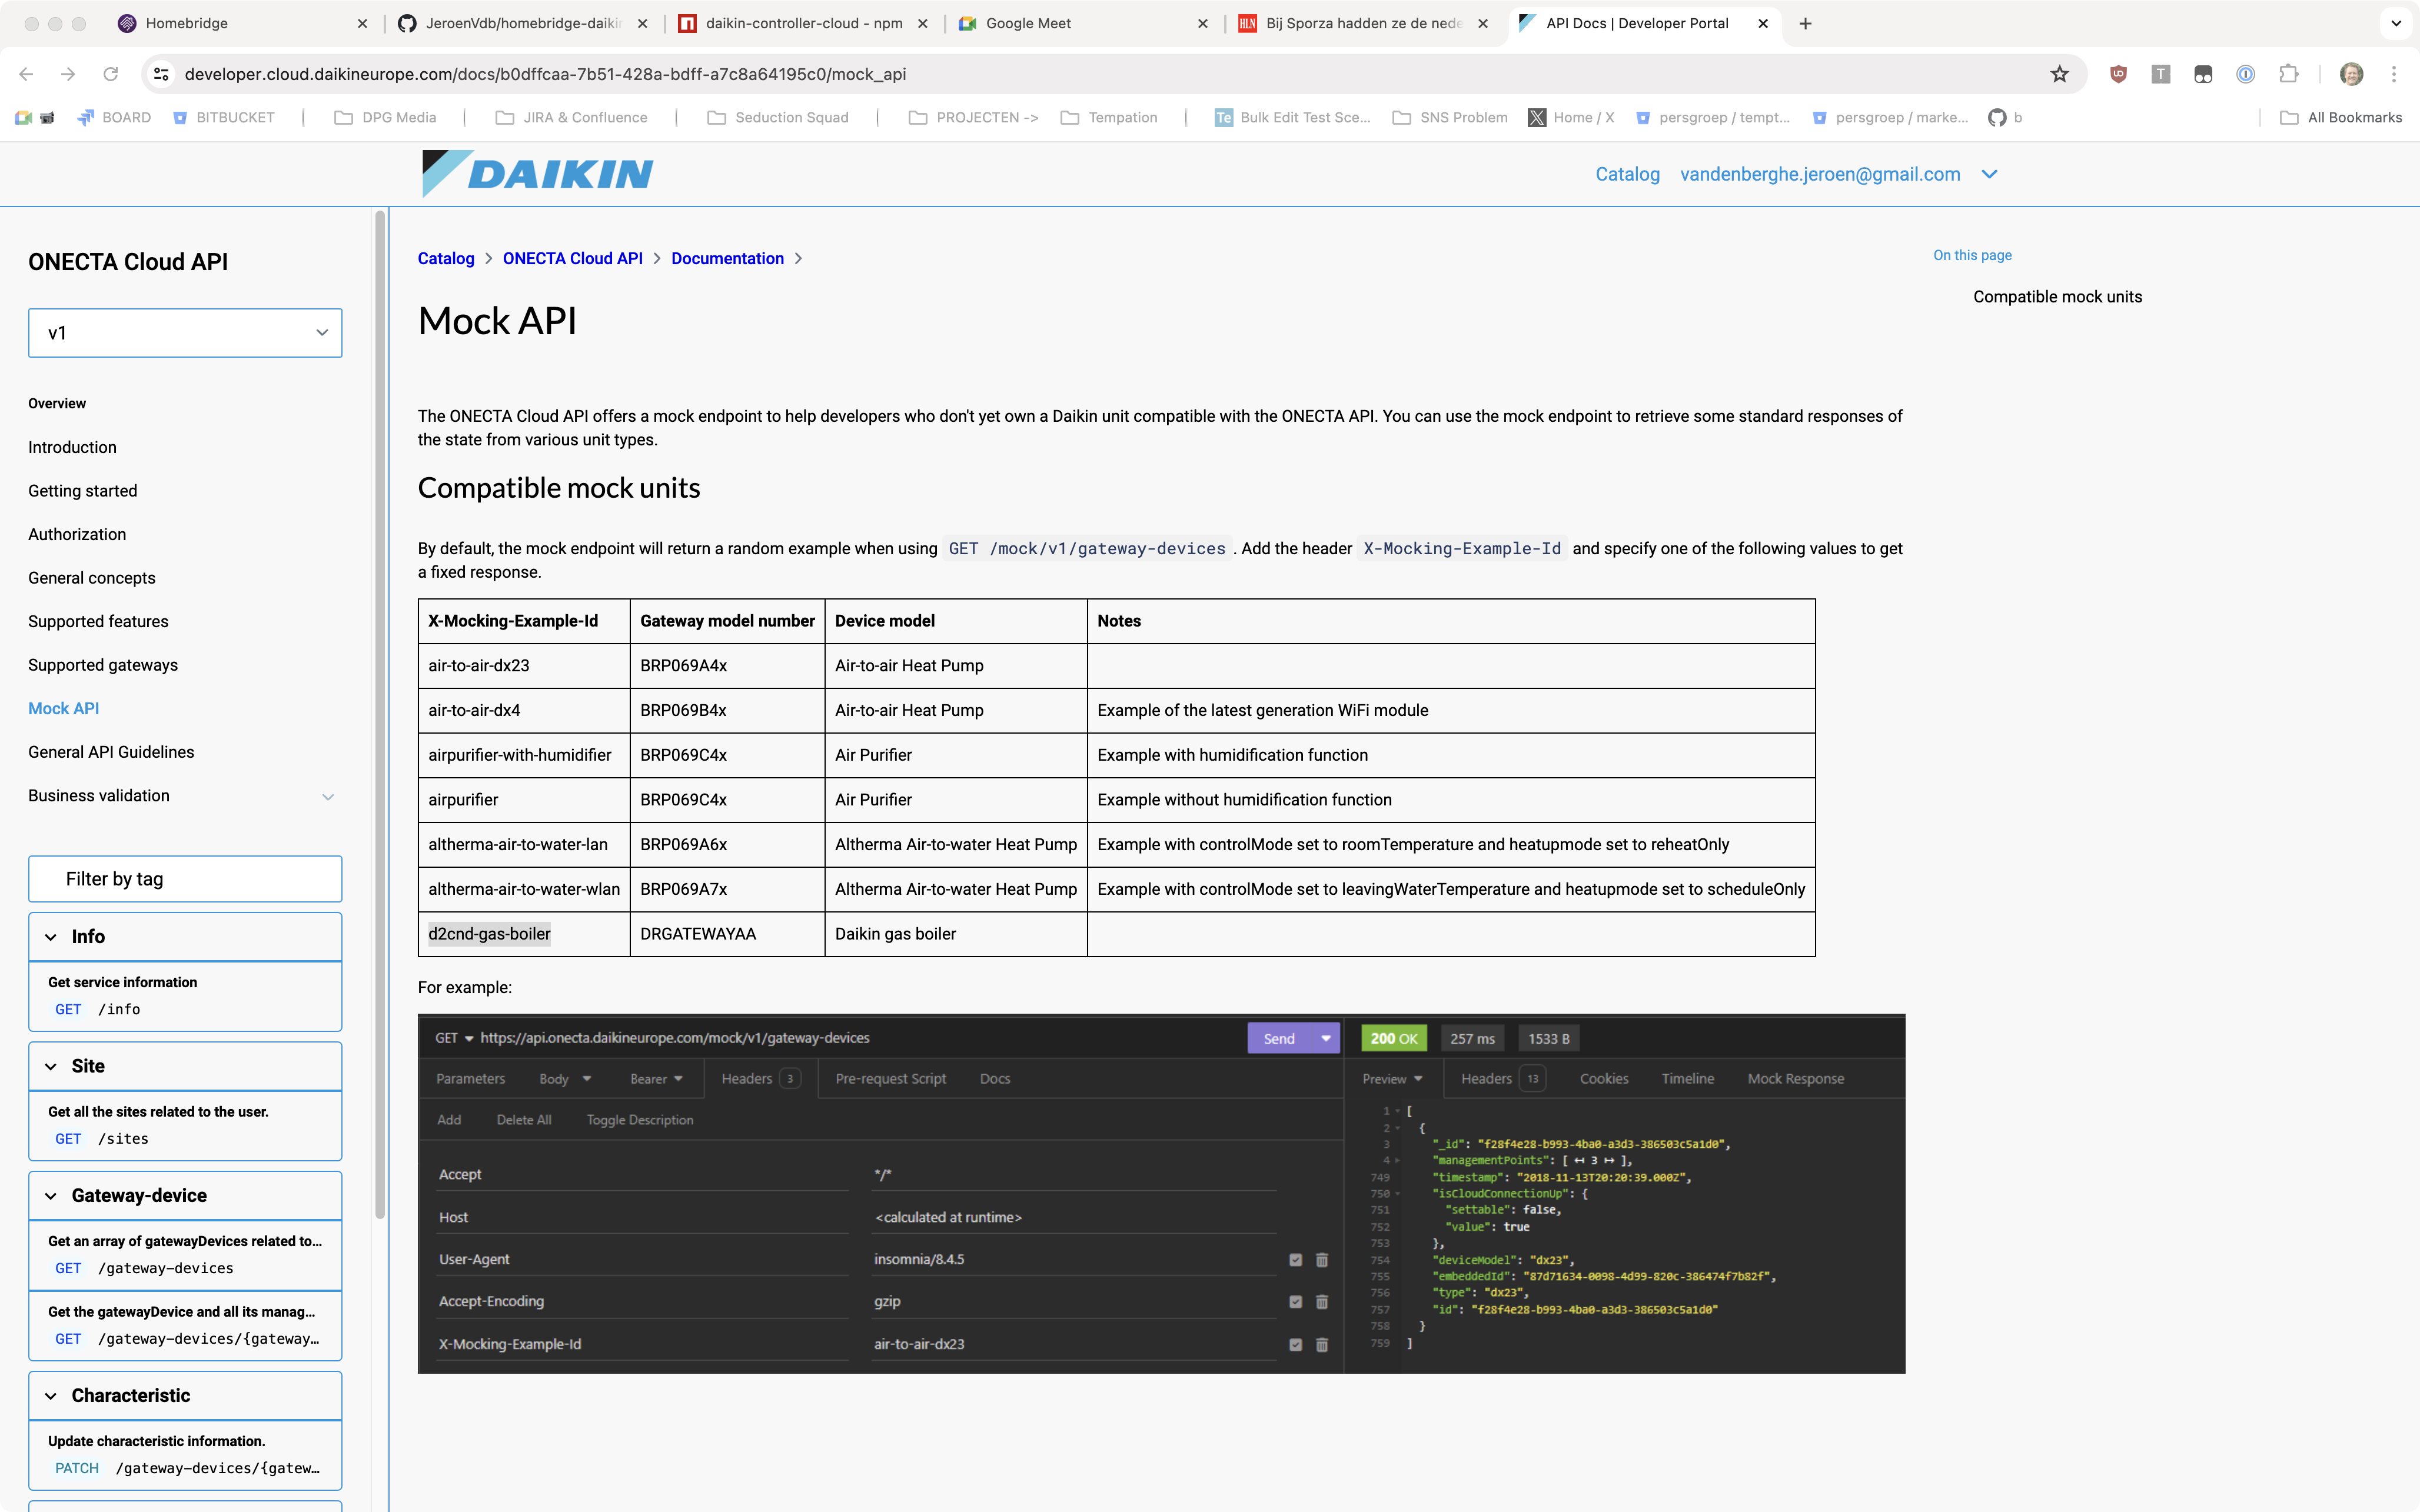 Homebridge
JeroenVdb/homebridge-daikin
daikin-controller-cloud - npm
Google Meet
HLN
Bij Sporza hadden ze de nede
API Docs | Developer Portal
developer.cloud.daikineurope.com/docs/b0dffcaa-7b51-428a-bdff-a7c8a64195c0/mock_api
BOARD
BITBUCKET
DPG Media
JIRA & Confluence
Seduction Squad
PROJECTEN ->
Tempation
Te
Bulk Edit Test Sce...
SNS Problem
Home / X
persgroep / tempt...
persgroep / marke...
b
All Bookmarks
DAIKIN
Catalog
vandenberghe.jeroen@gmail.com
ONECTA Cloud API
v1
Overview
Introduction
Getting started
Authorization
General concepts
Supported features
Supported gateways
Mock API
General API Guidelines
Business validation
Filter by tag
Info
Get service information
GET /info
Site
Get all the sites related to the user.
GET /sites
Gateway-device
Get an array of gatewayDevices related to...
GET /gateway-devices
Get the gatewayDevice and all its manag...
GET /gateway-devices/{gateway...
Characteristic
Update characteristic information.
PATCH /gateway-devices/{gatew...
Catalog > ONECTA Cloud API > Documentation >
Mock API
The ONECTA Cloud API offers a mock endpoint to help developers who don't yet own a Daikin unit compatible with the ONECTA API. You can use the mock endpoint to retrieve some standard responses of
the state from various unit types.
Compatible mock units
By default, the mock endpoint will return a random example when using GET /mock/v1/gateway-devices . Add the header X-Mocking-Example-Id and specify one of the following values to get
a fixed response.
X-Mocking-Example-Id Gateway model number Device model Notes
air-to-air-dx23 BRP069A4x Air-to-air Heat Pump
air-to-air-dx4 BRP069B4x Air-to-air Heat Pump Example of the latest generation WiFi module
airpurifier-with-humidifier BRP069C4x Air Purifier Example with humidification function
airpurifier BRP069C4x Air Purifier Example without humidification function
altherma-air-to-water-lan BRP069A6x Altherma Air-to-water Heat Pump Example with controlMode set to roomTemperature and heatupmode set to reheatOnly
altherma-air-to-water-wlan BRP069A7x Altherma Air-to-water Heat Pump Example with controlMode set to leavingWaterTemperature and heatupmode set to scheduleOnly
d2cnd-gas-boiler DRGATEWAYAA Daikin gas boiler
For example:
GET https://api.onecta.daikineurope.com/mock/v1/gateway-devices Send
Parameters Body Bearer Headers 3 Pre-request Script Docs
Add Delete All Toggle Description
Accept */*
Host <calculated at runtime>
User-Agent insomnia/8.4.5
Accept-Encoding gzip
X-Mocking-Example-Id air-to-air-dx23
200 OK 257 ms 1533 B
Preview Headers 13 Cookies Timeline Mock Response
1 [
2 {
3 "_id": "f28f4e28-b993-4ba0-a3d3-386503c5a1d0",
4 "managementPoints": [ ↤ 3 ↦ ],
749 "timestamp": "2018-11-13T20:20:39.000Z",
750 "isCloudConnectionUp": {
751 "settable": false,
752 "value": true
753 },
754 "deviceModel": "dx23",
755 "embeddedId": "87d71634-0098-4d99-820c-386474f7b82f",
756 "type": "dx23",
757 "id": "f28f4e28-b993-4ba0-a3d3-386503c5a1d0"
758 }
759 ]
On this page
Compatible mock units